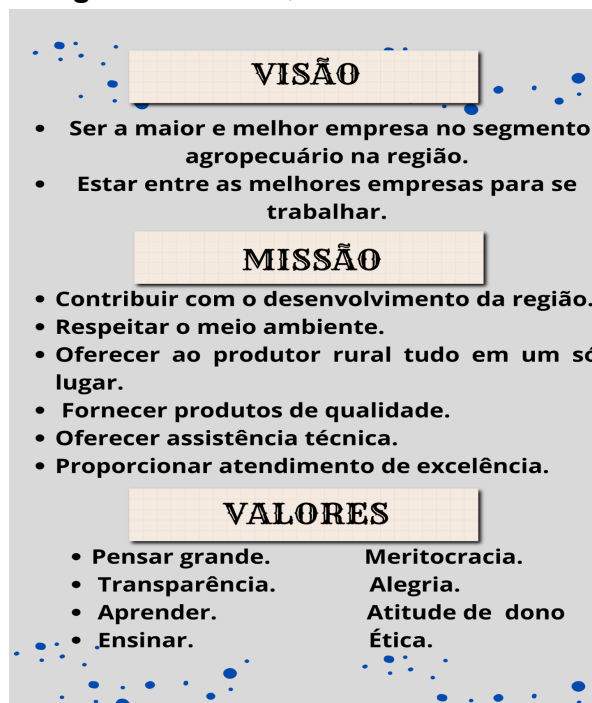 VISÃO
• Ser a maior e melhor empresa no segmento
agropecuário na região.
• Estar entre as melhores empresas para se
trabalhar.
MISSÃO
• Contribuir com o desenvolvimento da região.
• Respeitar o meio ambiente.
• Oferecer ao produtor rural tudo em um só
lugar.
• Fornecer produtos de qualidade.
• Oferecer assistência técnica.
• Proporcionar atendimento de excelência.
VALORES
• Pensar grande. Meritocracia.
• Transparência. Alegria.
• Aprender. Atitude de dono
• Ensinar. Ética.